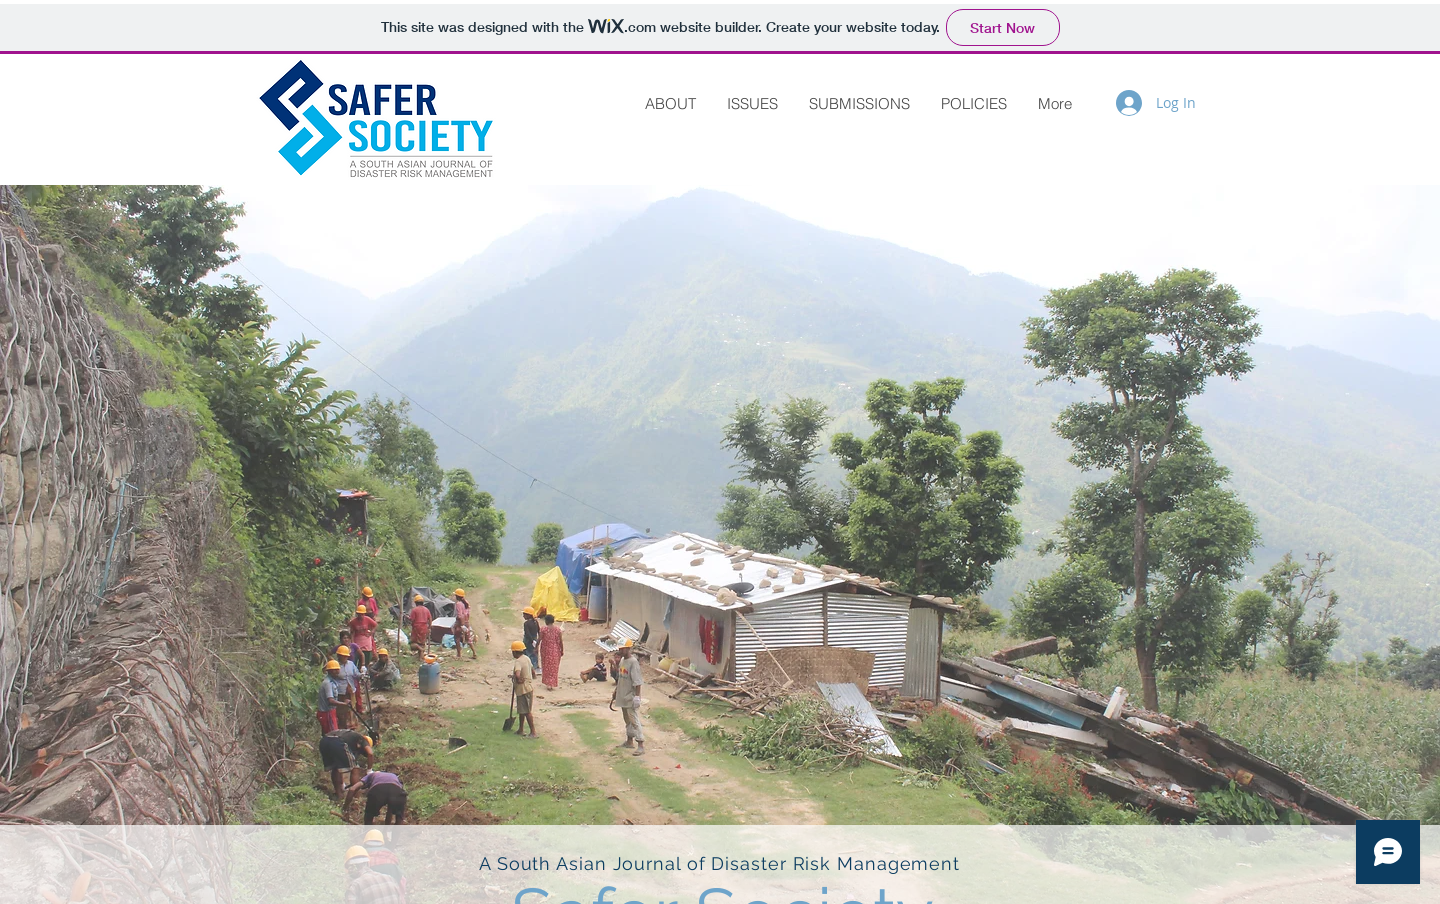 This site was designed with the WiX.com website builder. Create your website today.
Start Now
SAFER
SOCIETY
A SOUTH ASIAN JOURNAL OF
DISASTER RISK MANAGEMENT
ABOUT
ISSUES
SUBMISSIONS
POLICIES
More
Log In
A South Asian Journal of Disaster Risk Management
Safer Society